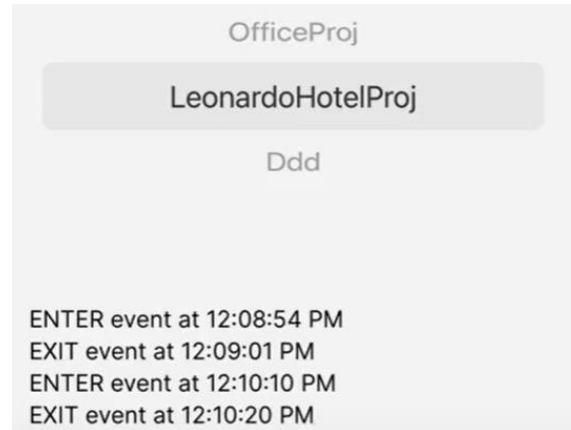 OfficeProj
LeonardoHotelProj
Ddd
ENTER event at 12:08:54 PM
EXIT event at 12:09:01 PM
ENTER event at 12:10:10 PM
EXIT event at 12:10:20 PM